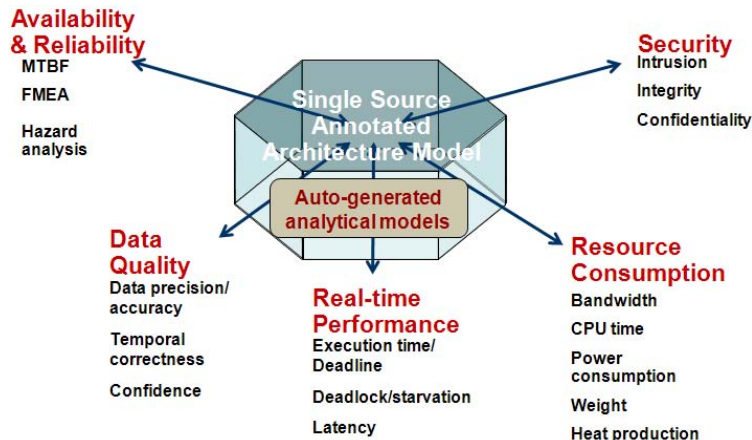 Availability
& Reliability
MTBF
FMEA
Hazard
analysis
Security
Intrusion
Integrity
Confidentiality
Single Source
Annotated
Architecture Model
Auto-generated
analytical models
Data
Quality
Data precision/
accuracy
Temporal
correctness
Confidence
Real-time
Performance
Execution time/
Deadline
Deadlock/starvation
Latency
Resource
Consumption
Bandwidth
CPU time
Power
consumption
Weight
Heat production